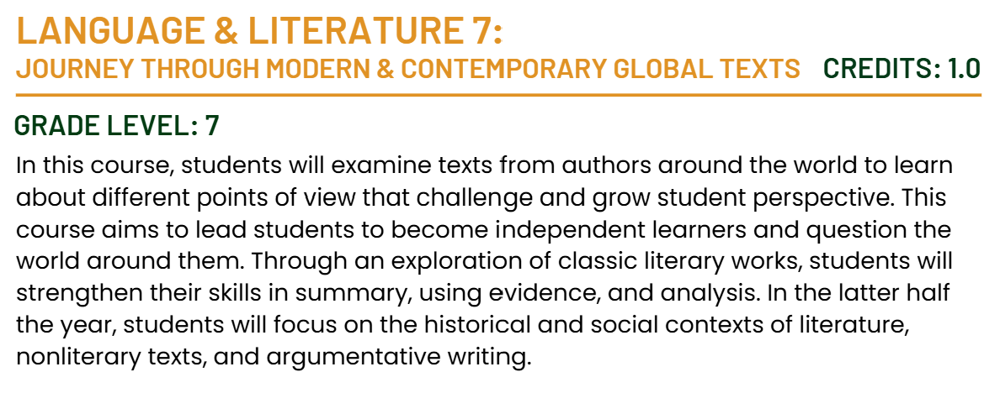 LANGUAGE & LITERATURE 7:
JOURNEY THROUGH MODERN & CONTEMPORARY GLOBAL TEXTS CREDITS: 1.0
GRADE LEVEL: 7
In this course, students will examine texts from authors around the world to learn
about different points of view that challenge and grow student perspective. This
course aims to lead students to become independent learners and question the
world around them. Through an exploration of classic literary works, students will
strengthen their skills in summary, using evidence, and analysis. In the latter half
the year, students will focus on the historical and social contexts of literature,
nonliterary texts, and argumentative writing.